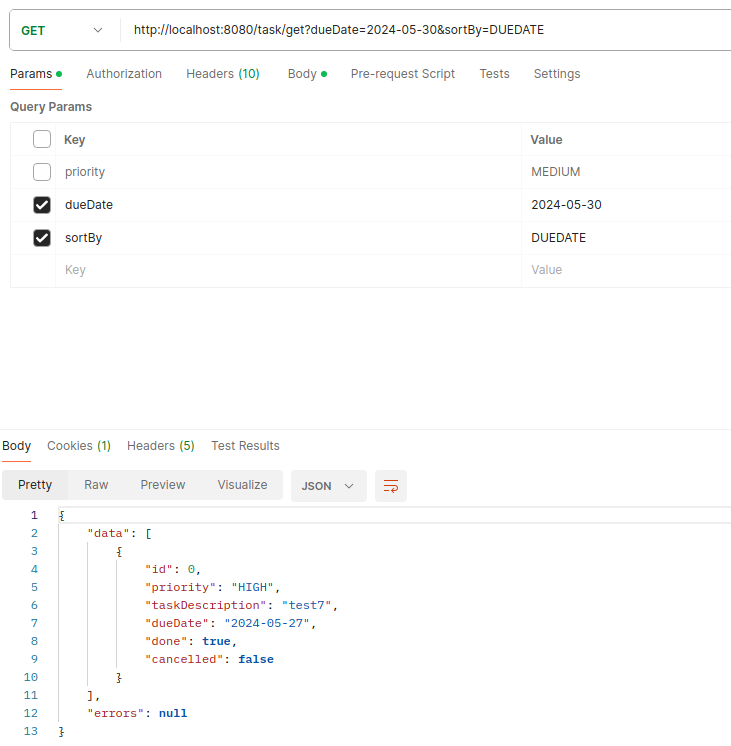 GET http://localhost:8080/task/get?dueDate=2024-05-30&sortBy=DUEDATE
Params Authorization Headers (10) Body Pre-request Script Tests Settings
Query Params
Key Value
priority MEDIUM
dueDate 2024-05-30
sortBy DUEDATE
Key Value
Body Cookies (1) Headers (5) Test Results
Pretty Raw Preview Visualize JSON
1 {
2 "data": [
3 {
4 "id": 0,
5 "priority": "HIGH",
6 "taskDescription": "test7",
7 "dueDate": "2024-05-27",
8 "done": true,
9 "cancelled": false
10 }
11 ],
12 "errors": null
13 }